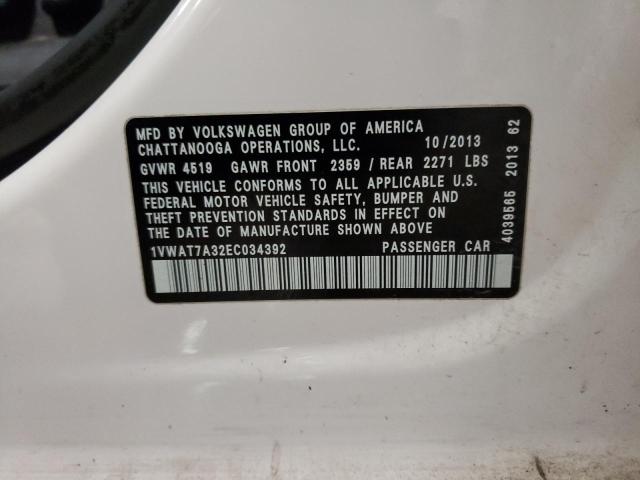 MFD BY VOLKSWAGEN GROUP OF AMERICA
CHATTANOOGA OPERATIONS, LLC. 10/2013
GVWR 4519 GAWR FRONT 2359 / REAR 2271 LBS
THIS VEHICLE CONFORMS TO ALL APPLICABLE U.S.
FEDERAL MOTOR VEHICLE SAFETY, BUMPER AND
THEFT PREVENTION STANDARDS IN EFFECT ON
THE DATE OF MANUFACTURE SHOWN ABOVE
1VWAT7A32EC034392 PASSENGER CAR
4039565 2013 62